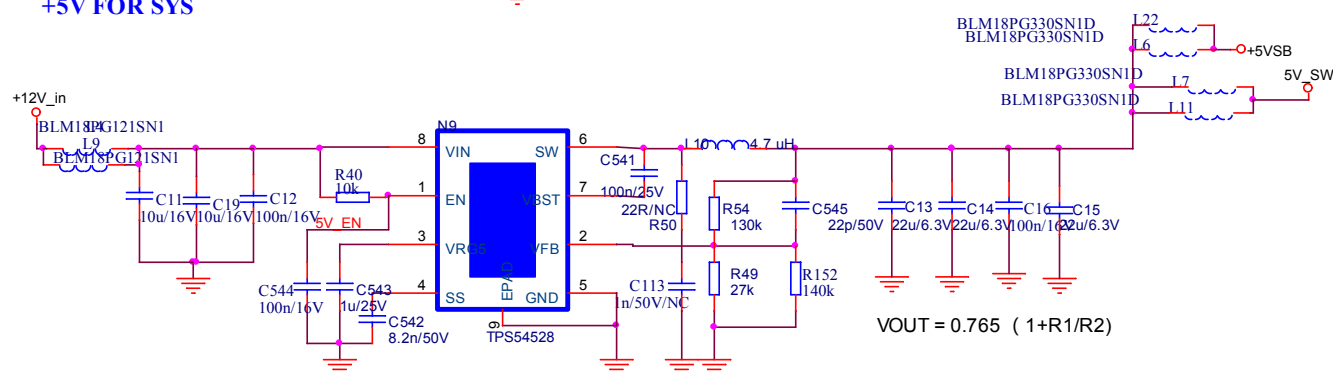 +5V FOR SYS
BLM18PG330SN1D
L22
BLM18PG330SN1D
L6
+5VSB
BLM18PG330SN1D
L7
5V_SW
BLM18PG330SN1D
L11
+12V_in
BLM18PG121SN1
L9
BLM18PG121SN1
N9
8
VIN
SW
6
L10
4.7 uH
C541
100n/25V
R40
10k
1
EN
VBST
7
C11
10u/16V
C19
10u/16V
C12
100n/16V
5V_EN
22R/NC
R50
R54
130k
C545
22p/50V
C13
22u/6.3V
C14
22u/6.3V
C16
100n/16V
C15
22u/6.3V
3
VRG5
VFB
2
C544
100n/16V
C543
1u/25V
4
SS
EPAD
GND
5
C113
1n/50V/NC
R49
27k
R152
140k
C542
8.2n/50V
9
TPS54528
VOUT = 0.765 ( 1+R1/R2)